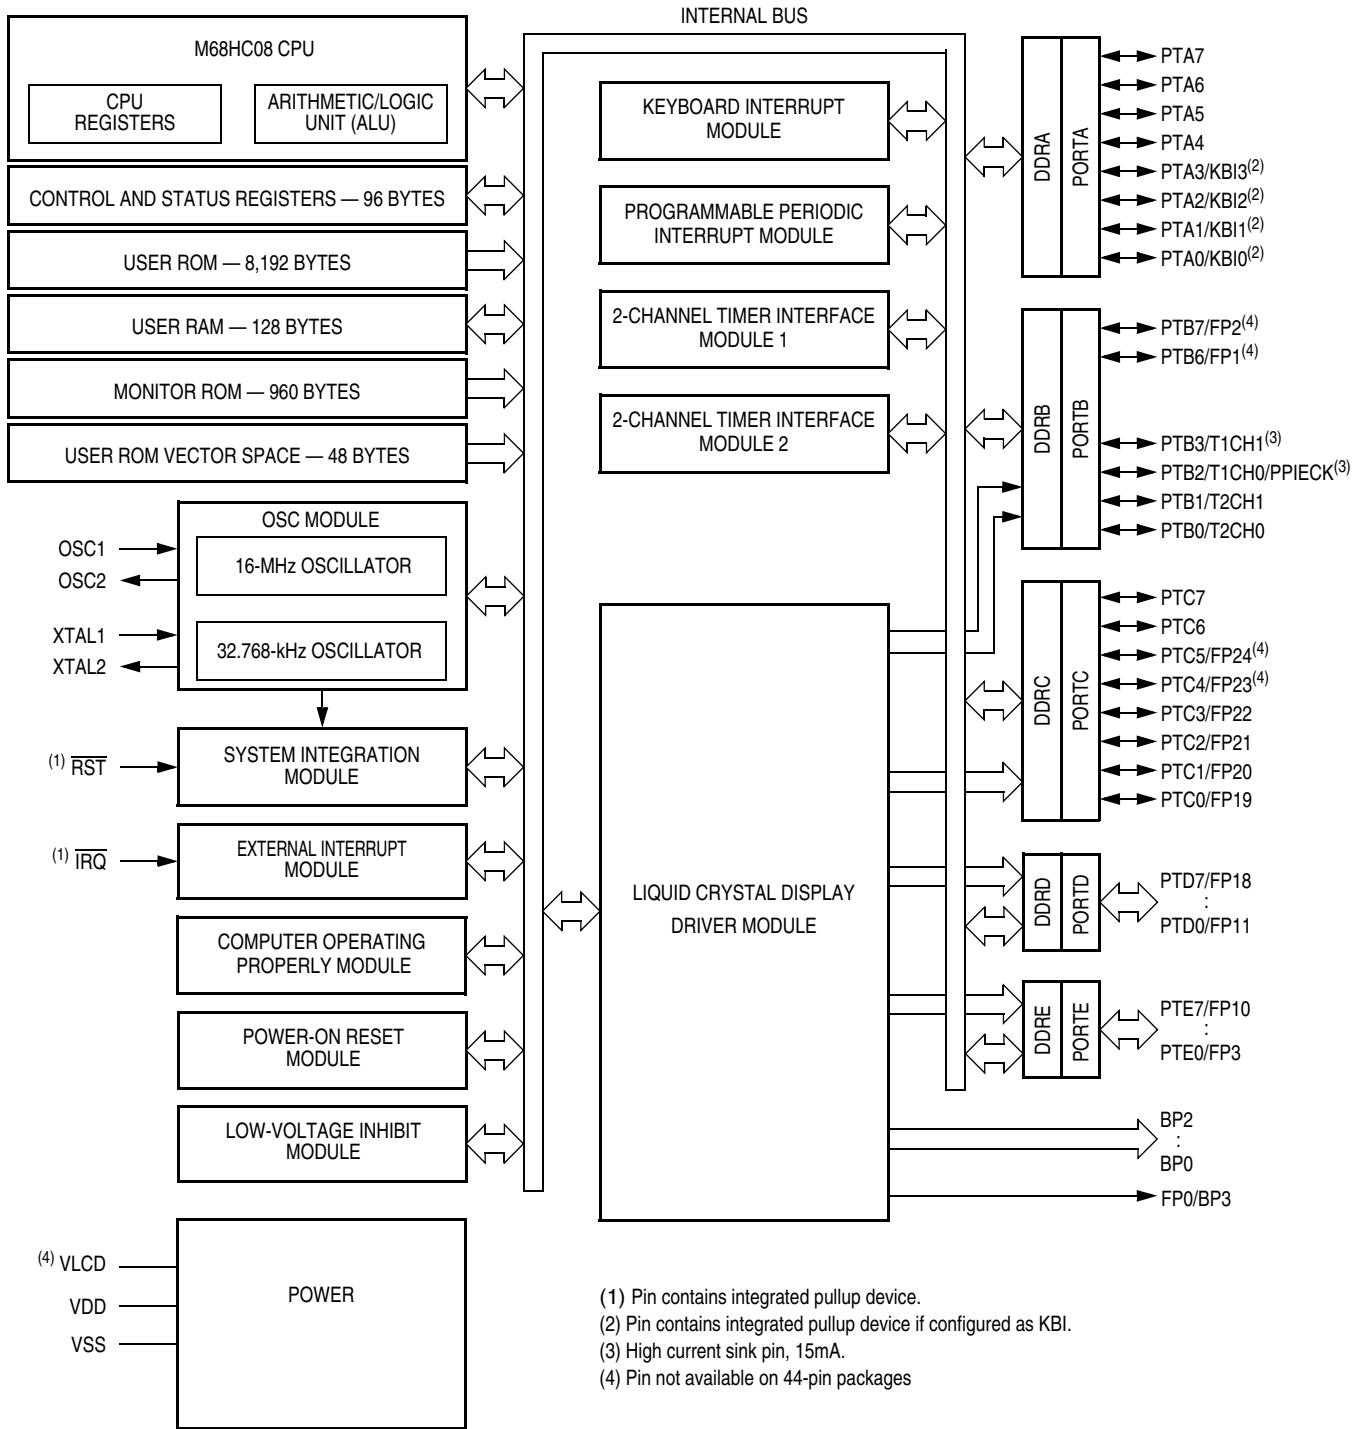 INTERNAL BUS
M68HC08 CPU
CPU
REGISTERS
ARITHMETIC/LOGIC
UNIT (ALU)
CONTROL AND STATUS REGISTERS — 96 BYTES
USER ROM — 8,192 BYTES
USER RAM — 128 BYTES
MONITOR ROM — 960 BYTES
USER ROM VECTOR SPACE — 48 BYTES
OSC MODULE
16-MHz OSCILLATOR
32.768-kHz OSCILLATOR
OSC1
OSC2
XTAL1
XTAL2
SYSTEM INTEGRATION
MODULE
(1) RST
EXTERNAL INTERRUPT
MODULE
(1) IRQ
COMPUTER OPERATING
PROPERLY MODULE
POWER-ON RESET
MODULE
LOW-VOLTAGE INHIBIT
MODULE
POWER
(4) VLCD
VDD
VSS
KEYBOARD INTERRUPT
MODULE
PROGRAMMABLE PERIODIC
INTERRUPT MODULE
2-CHANNEL TIMER INTERFACE
MODULE 1
2-CHANNEL TIMER INTERFACE
MODULE 2
LIQUID CRYSTAL DISPLAY
DRIVER MODULE
DDRA
PORTA
PTA7
PTA6
PTA5
PTA4
PTA3/KBI3(2)
PTA2/KBI2(2)
PTA1/KBI1(2)
PTA0/KBI0(2)
DDRB
PORTB
PTB7/FP2(4)
PTB6/FP1(4)
PTB3/T1CH1(3)
PTB2/T1CH0/PPIECK(3)
PTB1/T2CH1
PTB0/T2CH0
DDRC
PORTC
PTC7
PTC6
PTC5/FP24(4)
PTC4/FP23(4)
PTC3/FP22
PTC2/FP21
PTC1/FP20
PTC0/FP19
DDRD
PORTD
PTD7/FP18
:
PTD0/FP11
DDRE
PORTE
PTE7/FP10
:
PTE0/FP3
BP2
:
BP0
FP0/BP3
(1) Pin contains integrated pullup device.
(2) Pin contains integrated pullup device if configured as KBI.
(3) High current sink pin, 15mA.
(4) Pin not available on 44-pin packages